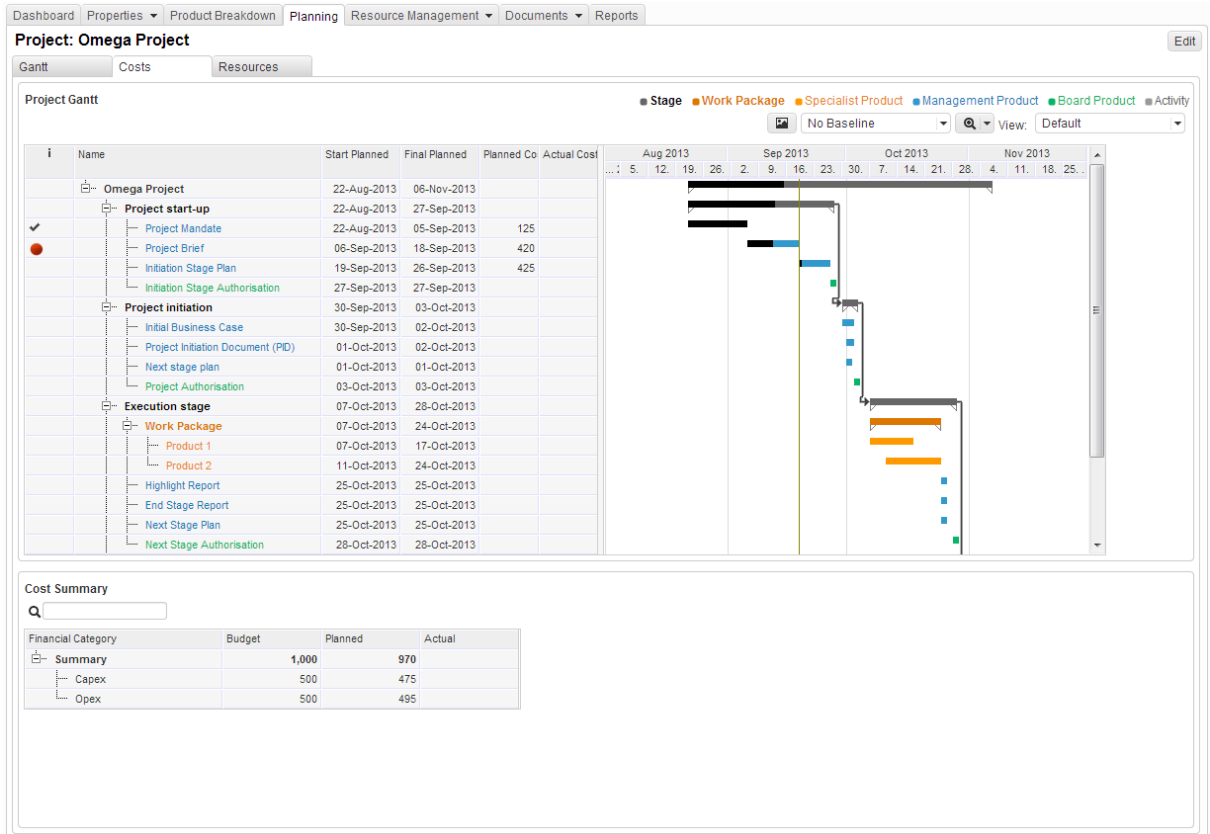 Dashboard Properties Product Breakdown Planning Resource Management Documents Reports
Project: Omega Project Edit
Gantt Costs Resources
Project Gantt Stage Work Package Specialist Product Management Product Board Product Activity
No Baseline View: Default
i Name Start Planned Final Planned Planned Co Actual Cost Aug 2013 Sep 2013 Oct 2013 Nov 2013
5. 12. 19. 26. 2. 9. 16. 23. 30. 7. 14. 21. 28. 4. 11. 18. 25.
Omega Project 22-Aug-2013 06-Nov-2013
Project start-up 22-Aug-2013 27-Sep-2013
Project Mandate 22-Aug-2013 05-Sep-2013 125
Project Brief 06-Sep-2013 18-Sep-2013 420
Initiation Stage Plan 19-Sep-2013 26-Sep-2013 425
Initiation Stage Authorisation 27-Sep-2013 27-Sep-2013
Project initiation 30-Sep-2013 03-Oct-2013
Initial Business Case 30-Sep-2013 02-Oct-2013
Project Initiation Document (PID) 01-Oct-2013 02-Oct-2013
Next stage plan 01-Oct-2013 01-Oct-2013
Project Authorisation 03-Oct-2013 03-Oct-2013
Execution stage 07-Oct-2013 28-Oct-2013
Work Package 07-Oct-2013 24-Oct-2013
Product 1 07-Oct-2013 17-Oct-2013
Product 2 11-Oct-2013 24-Oct-2013
Highlight Report 25-Oct-2013 25-Oct-2013
End Stage Report 25-Oct-2013 25-Oct-2013
Next Stage Plan 25-Oct-2013 25-Oct-2013
Next Stage Authorisation 28-Oct-2013 28-Oct-2013
Cost Summary
Financial Category Budget Planned Actual
Summary 1,000 970
Capex 500 475
Opex 500 495